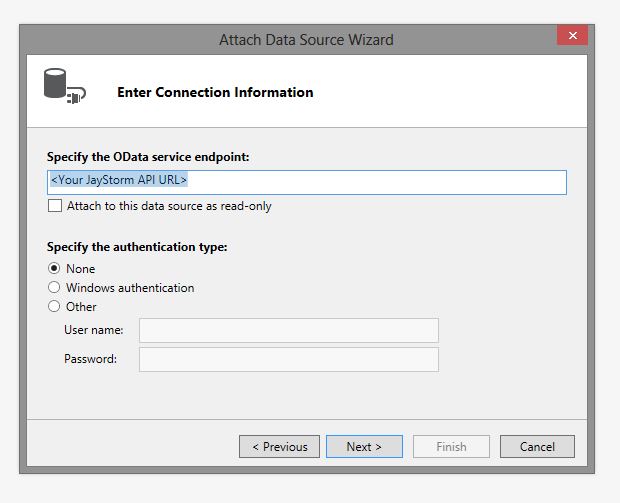 Attach Data Source Wizard
Enter Connection Information
Specify the OData service endpoint:
<Your JayStorm API URL>
Attach to this data source as read-only
Specify the authentication type:
None
Windows authentication
Other
User name:
Password:
< Previous
Next >
Finish
Cancel